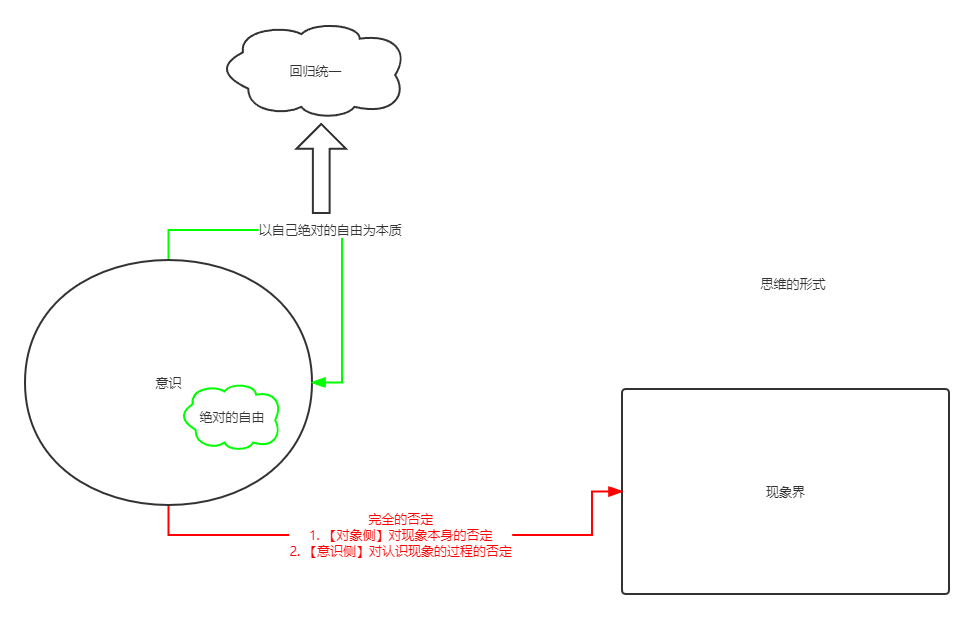 回归统一
以自己绝对的自由为本质
思维的形式
意识
绝对的自由
现象界
完全的否定
1. 【对象侧】对现象本身的否定
2. 【意识侧】对认识现象的过程的否定